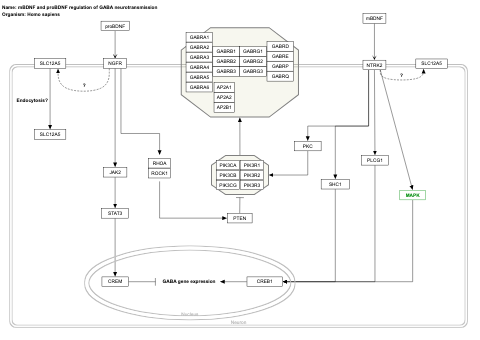 Name: mBDNF and proBDNF regulation of GABA neurotransmission
Organism: Homo sapiens
proBDNF
mBDNF
GABRA1
GABRA2
GABRA3
GABRA4
GABRA5
GABRA6
GABRB1
GABRB2
GABRB3
GABRG1
GABRG2
GABRG3
GABRD
GABRE
GABRP
GABRQ
AP2A1
AP2A2
AP2B1
SLC12A5
NGFR
NTRK2
SLC12A5
?
?
Endocytosis?
SLC12A5
PKC
RHOA
ROCK1
PIK3CA
PIK3CB
PIK3CG
PIK3R1
PIK3R2
PIK3R3
PLCG1
JAK2
SHC1
MAPK
STAT3
PTEN
CREM
GABA gene expression
CREB1
Nucleus
Neuron